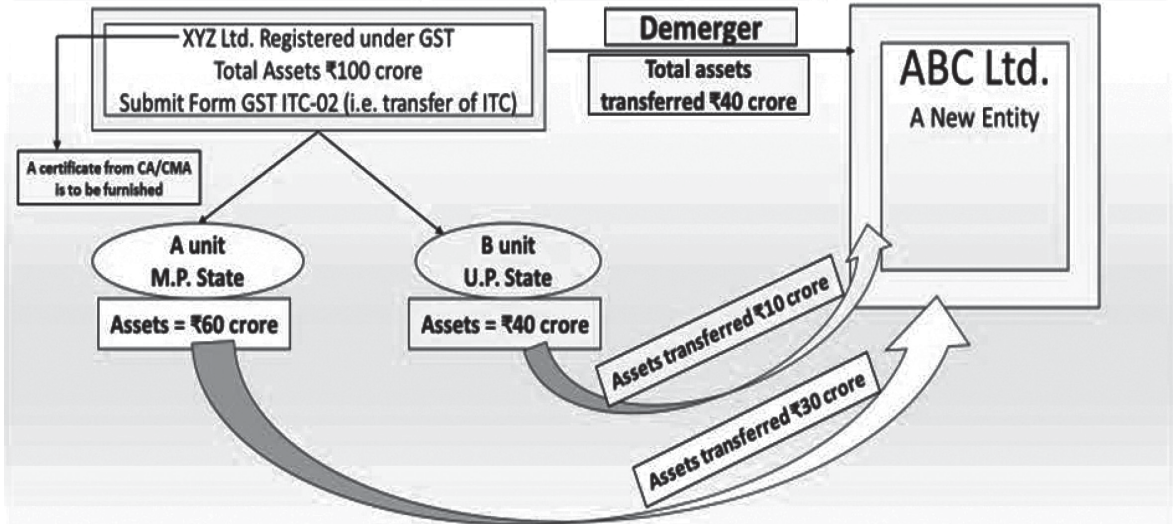 XYZ Ltd. Registered under GST
Total Assets ₹100 crore
Submit Form GST ITC-02 (i.e. transfer of ITC)
Demerger
Total assets
transferred ₹40 crore
ABC Ltd.
A New Entity
A certificate from CA/CMA
is to be furnished
A unit
M.P. State
B unit
U.P. State
Assets = ₹60 crore
Assets = ₹40 crore
Assets transferred ₹10 crore
Assets transferred ₹30 crore